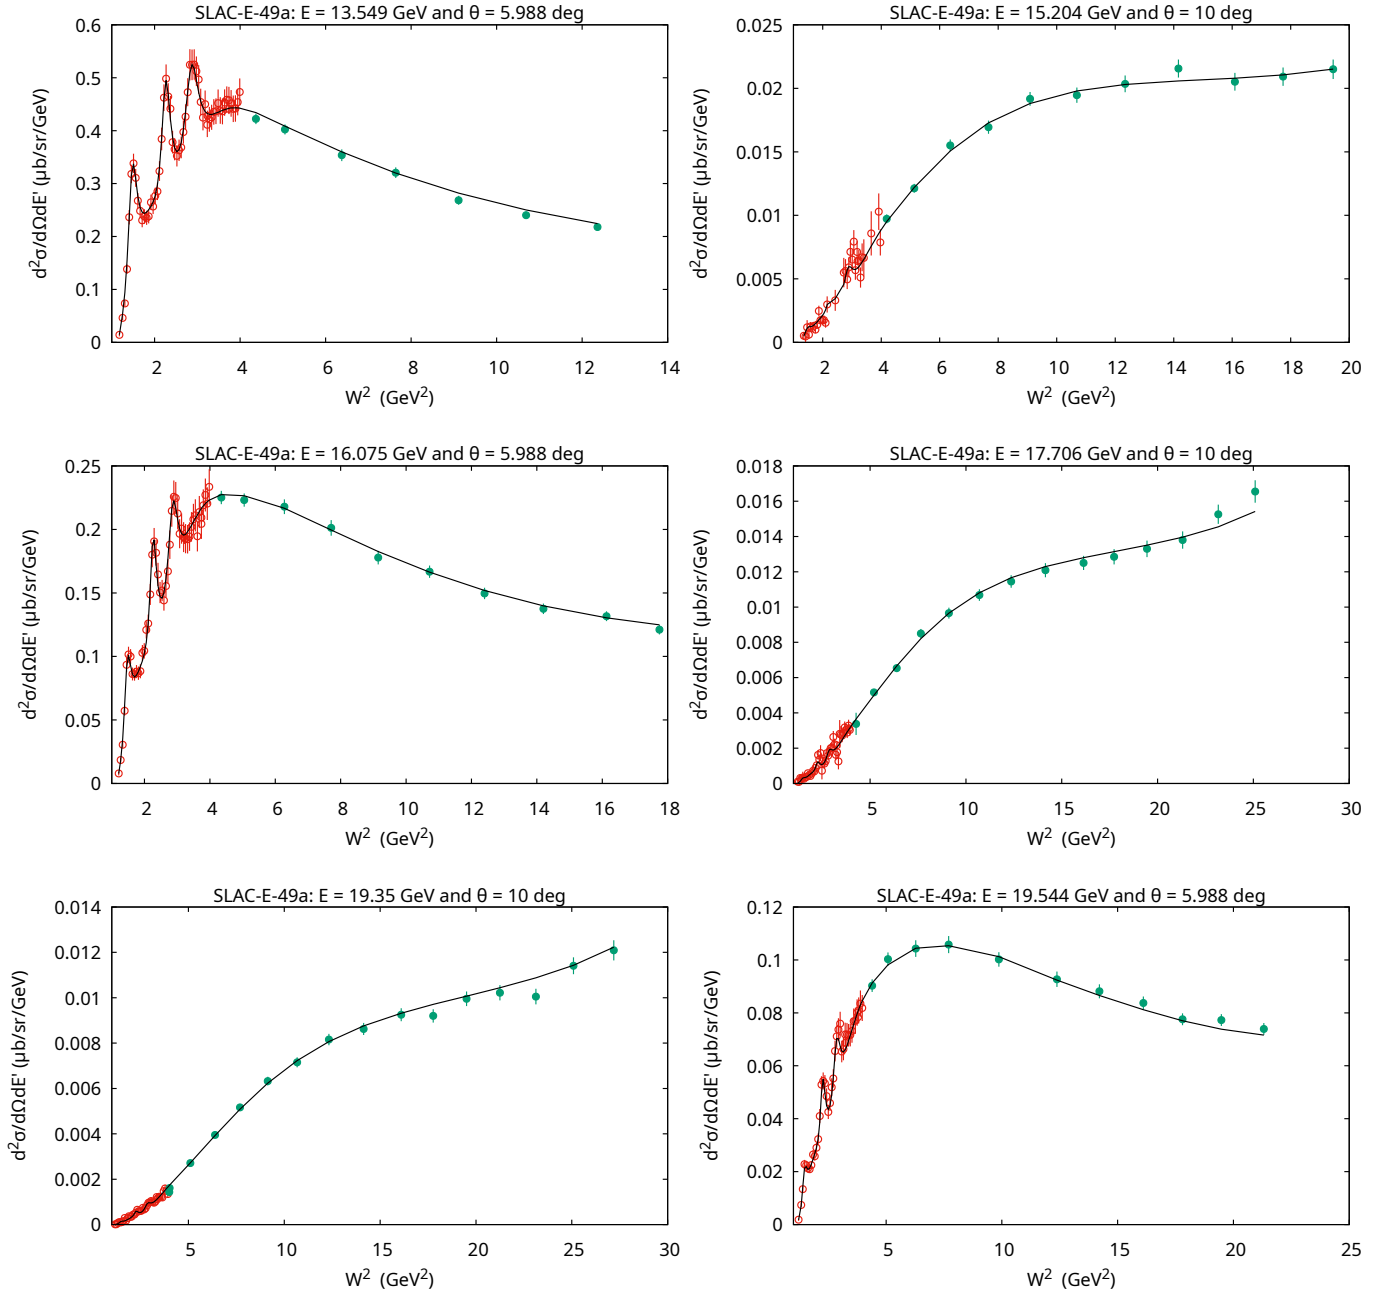 SLAC-E-49a: E = 13.549 GeV and θ = 5.988 deg
0.6
0.5
0.4
0.3
0.2
0.1
0
d²σ/dΩdE' (μb/sr/GeV)
2 4 6 8 10 12 14
W² (GeV²)
SLAC-E-49a: E = 15.204 GeV and θ = 10 deg
0.025
0.02
0.015
0.01
0.005
0
d²σ/dΩdE' (μb/sr/GeV)
2 4 6 8 10 12 14 16 18 20
W² (GeV²)
SLAC-E-49a: E = 16.075 GeV and θ = 5.988 deg
0.25
0.2
0.15
0.1
0.05
0
d²σ/dΩdE' (μb/sr/GeV)
2 4 6 8 10 12 14 16 18
W² (GeV²)
SLAC-E-49a: E = 17.706 GeV and θ = 10 deg
0.018
0.016
0.014
0.012
0.01
0.008
0.006
0.004
0.002
0
d²σ/dΩdE' (μb/sr/GeV)
5 10 15 20 25 30
W² (GeV²)
SLAC-E-49a: E = 19.35 GeV and θ = 10 deg
0.014
0.012
0.01
0.008
0.006
0.004
0.002
0
d²σ/dΩdE' (μb/sr/GeV)
5 10 15 20 25 30
W² (GeV²)
SLAC-E-49a: E = 19.544 GeV and θ = 5.988 deg
0.12
0.1
0.08
0.06
0.04
0.02
0
d²σ/dΩdE' (μb/sr/GeV)
5 10 15 20 25
W² (GeV²)